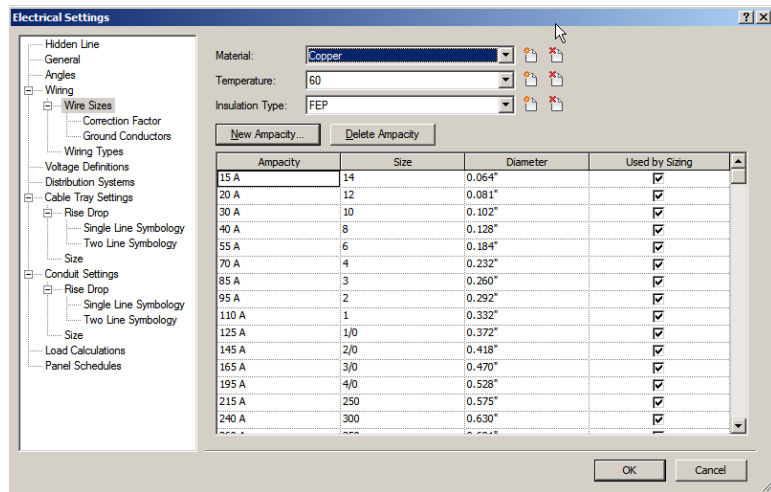 Electrical Settings
Hidden Line
General
Angles
Wiring
Wire Sizes
Correction Factor
Ground Conductors
Wiring Types
Voltage Definitions
Distribution Systems
Cable Tray Settings
Rise Drop
Single Line Symbology
Two Line Symbology
Size
Conduit Settings
Rise Drop
Single Line Symbology
Two Line Symbology
Size
Load Calculations
Panel Schedules
Material: Copper
Temperature: 60
Insulation Type: FEP
New Ampacity... Delete Ampacity
Ampacity Size Diameter Used by Sizing
15 A 14 0.064"
20 A 12 0.081"
30 A 10 0.102"
40 A 8 0.128"
55 A 6 0.184"
70 A 4 0.232"
85 A 3 0.260"
95 A 2 0.292"
110 A 1 0.332"
125 A 1/0 0.372"
145 A 2/0 0.418"
165 A 3/0 0.470"
195 A 4/0 0.528"
215 A 250 0.575"
240 A 300 0.630"
OK Cancel